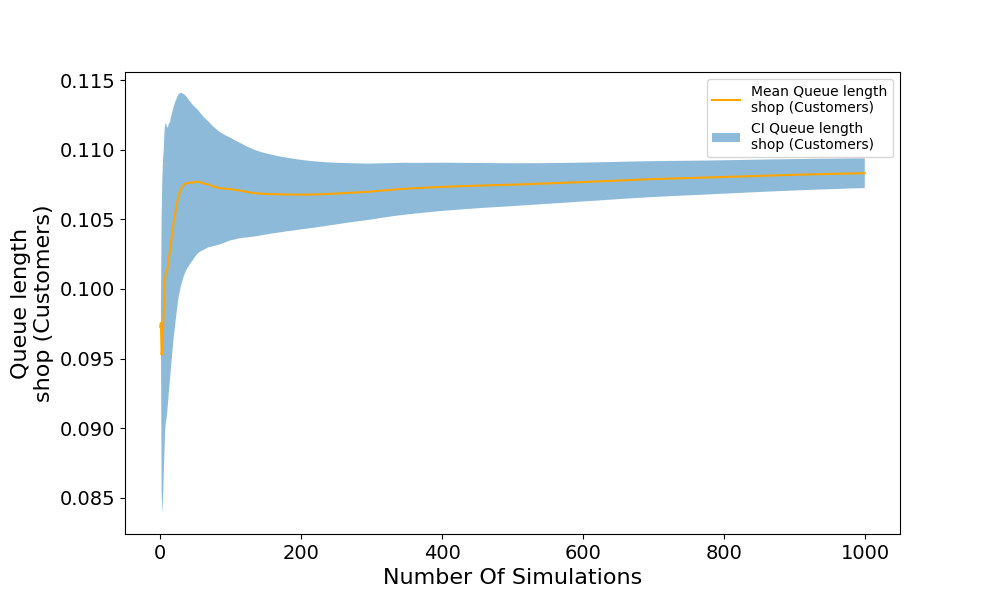 0.115
0.110
0.105
0.100
0.095
0.090
0.085
Queue length
shop (Customers)
Mean Queue length
shop (Customers)
CI Queue length
shop (Customers)
0
200
400
600
800
1000
Number Of Simulations